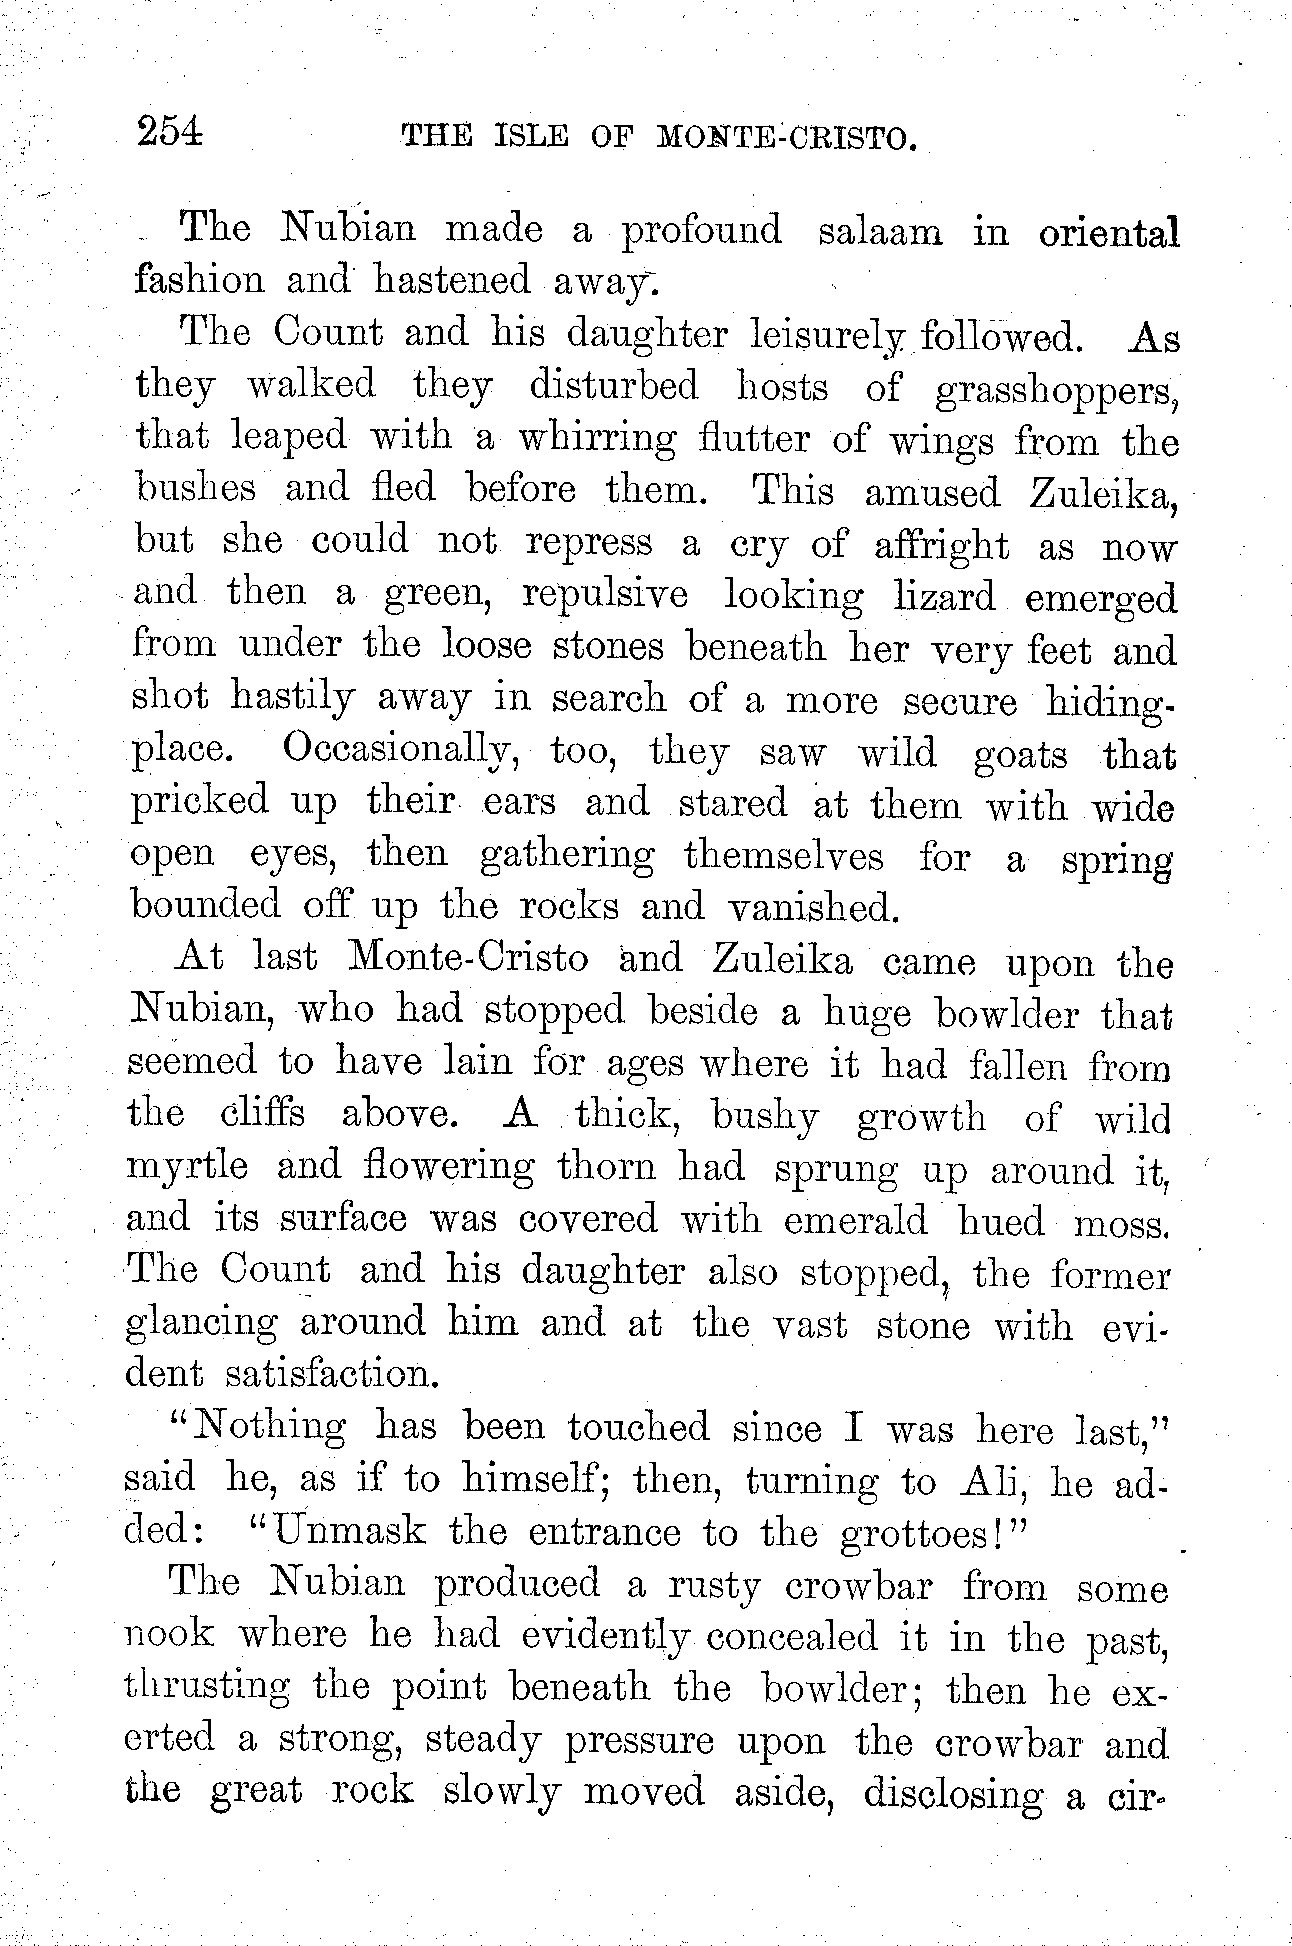 254 THE ISLE OF MONTE-CRISTO.
The Nubian made a profound salaam in oriental
fashion and hastened away.
The Count and his daughter leisurely followed. As
they walked they disturbed hosts of grasshoppers,
that leaped with a whirring flutter of wings from the
bushes and fled before them. This amused Zuleika,
but she could not repress a cry of affright as now
and then a green, repulsive looking lizard emerged
from under the loose stones beneath her very feet and
shot hastily away in search of a more secure hiding-
place. Occasionally, too, they saw wild goats that
pricked up their ears and stared at them with wide
open eyes, then gathering themselves for a spring
bounded off up the rocks and vanished.
At last Monte-Cristo and Zuleika came upon the
Nubian, who had stopped beside a huge bowlder that
seemed to have lain for ages where it had fallen from
the cliffs above. A thick, bushy growth of wild
myrtle and flowering thorn had sprung up around it,
and its surface was covered with emerald hued moss.
The Count and his daughter also stopped, the former
glancing around him and at the vast stone with evi-
dent satisfaction.
"Nothing has been touched since I was here last,"
said he, as if to himself; then, turning to Ali, he ad-
ded: "Unmask the entrance to the grottoes!"
The Nubian produced a rusty crowbar from some
nook where he had evidently concealed it in the past,
thrusting the point beneath the bowlder; then he ex-
erted a strong, steady pressure upon the crowbar and
the great rock slowly moved aside, disclosing a cir-